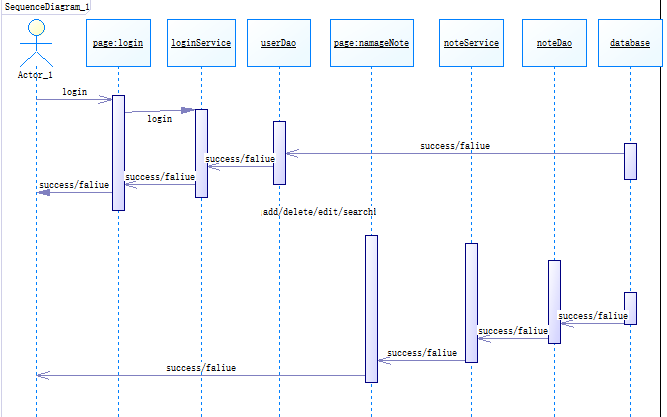 SequenceDiagram_1
page:login
loginService
userDao
page:namageNote
noteService
noteDao
database
Actor_1
login
login
success/faliue
success/faliue
success/faliue
success/faliue
add/delete/edit/search
success/faliue
success/faliue
success/faliue
success/faliue